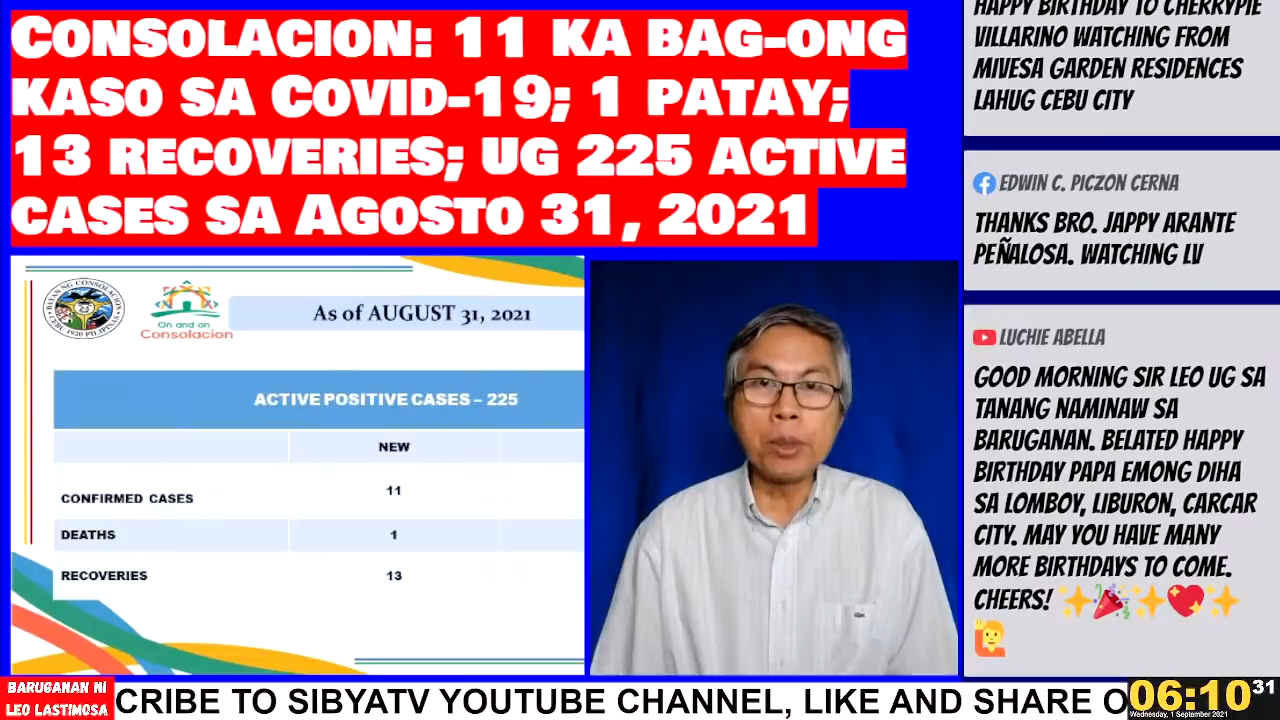 CONSOLACION: 11 KA BAG-ONG
KASO SA COVID-19; 1 PATAY;
13 RECOVERIES; UG 225 ACTIVE
CASES SA AGOSTO 31, 2021
On and on
Consolacion
As of AUGUST 31, 2021
ACTIVE POSITIVE CASES – 225
NEW
CONFIRMED CASES 11
DEATHS 1
RECOVERIES 13
HAPPY BIRTHDAY TO CHERRYPIE
VILLARINO WATCHING FROM
MIVESA GARDEN RESIDENCES
LAHUG CEBU CITY
EDWIN C. PICZON CERNA
THANKS BRO. JAPPY ARANTE
PEÑALOSA. WATCHING LV
LUCHIE ABELLA
GOOD MORNING SIR LEO UG SA
TANANG NAMINAW SA
BARUGANAN. BELATED HAPPY
BIRTHDAY PAPA EMONG DIHA
SA LOMBOY, LIBURON, CARCAR
CITY. MAY YOU HAVE MANY
MORE BIRTHDAYS TO COME.
CHEERS! ✨🎉✨💖✨
🙋
BARUGANAN NI
LEO LASTIMOSA
CRIBE TO SIBYATV YOUTUBE CHANNEL, LIKE AND SHARE O
06:10 31
Wednesday, 1 September 2021